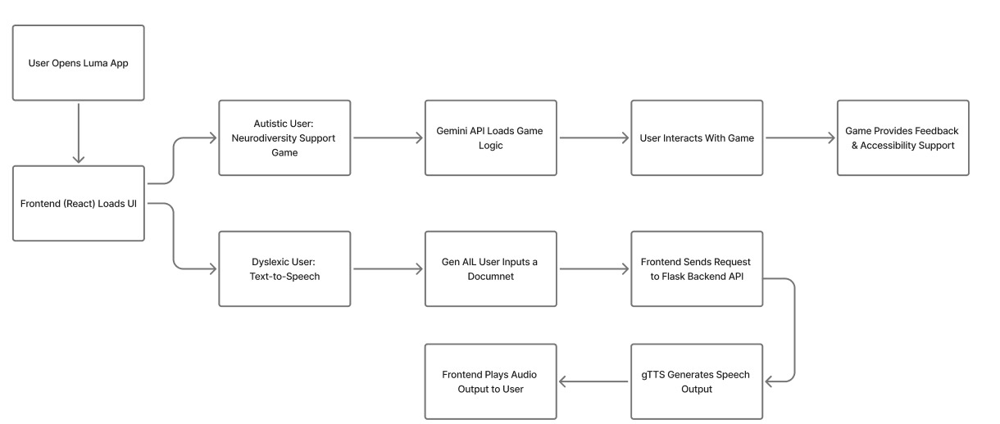 User Opens Luma App
Frontend (React) Loads UI
Autistic User:
Neurodiversity Support
Game
Gemini API Loads Game
Logic
User Interacts With Game
Game Provides Feedback
& Accessibility Support
Dyslexic User:
Text-to-Speech
Gen AIL User Inputs a
Documnet
Frontend Sends Request
to Flask Backend API
gTTS Generates Speech
Output
Frontend Plays Audio
Output to User